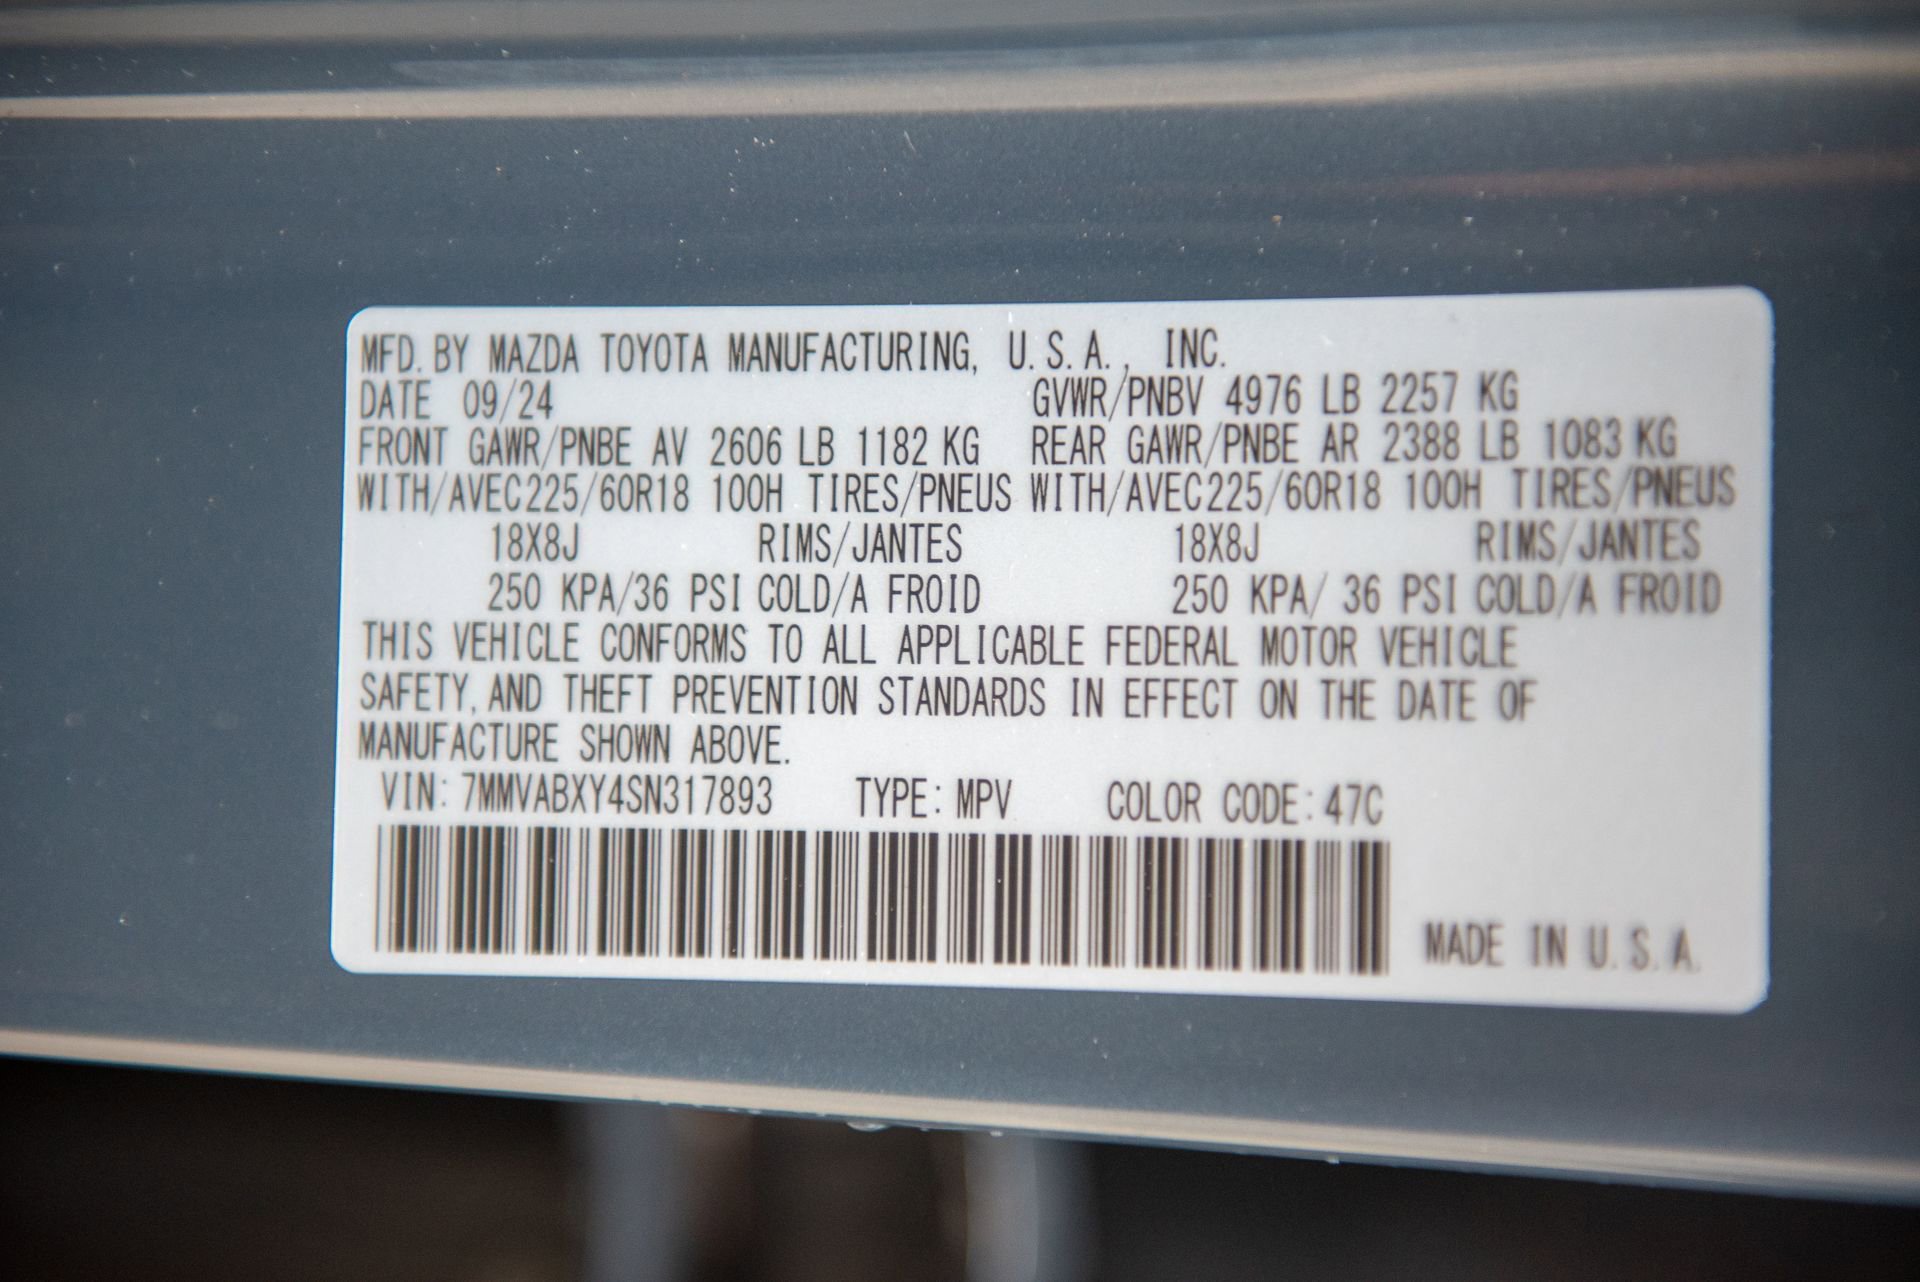 MFD. BY MAZDA TOYOTA MANUFACTURING, U.S.A., INC.
DATE 09/24 GVWR/PNBV 4976 LB 2257 KG
FRONT GAWR/PNBE AV 2606 LB 1182 KG REAR GAWR/PNBE AR 2388 LB 1083 KG
WITH/AVEC225/60R18 100H TIRES/PNEUS WITH/AVEC225/60R18 100H TIRES/PNEUS
18X8J RIMS/JANTES 18X8J RIMS/JANTES
250 KPA/36 PSI COLD/A FROID 250 KPA/ 36 PSI COLD/A FROID
THIS VEHICLE CONFORMS TO ALL APPLICABLE FEDERAL MOTOR VEHICLE
SAFETY, AND THEFT PREVENTION STANDARDS IN EFFECT ON THE DATE OF
MANUFACTURE SHOWN ABOVE.
VIN: 7MMVABXY4SN317893 TYPE: MPV COLOR CODE: 47C
MADE IN U.S.A.